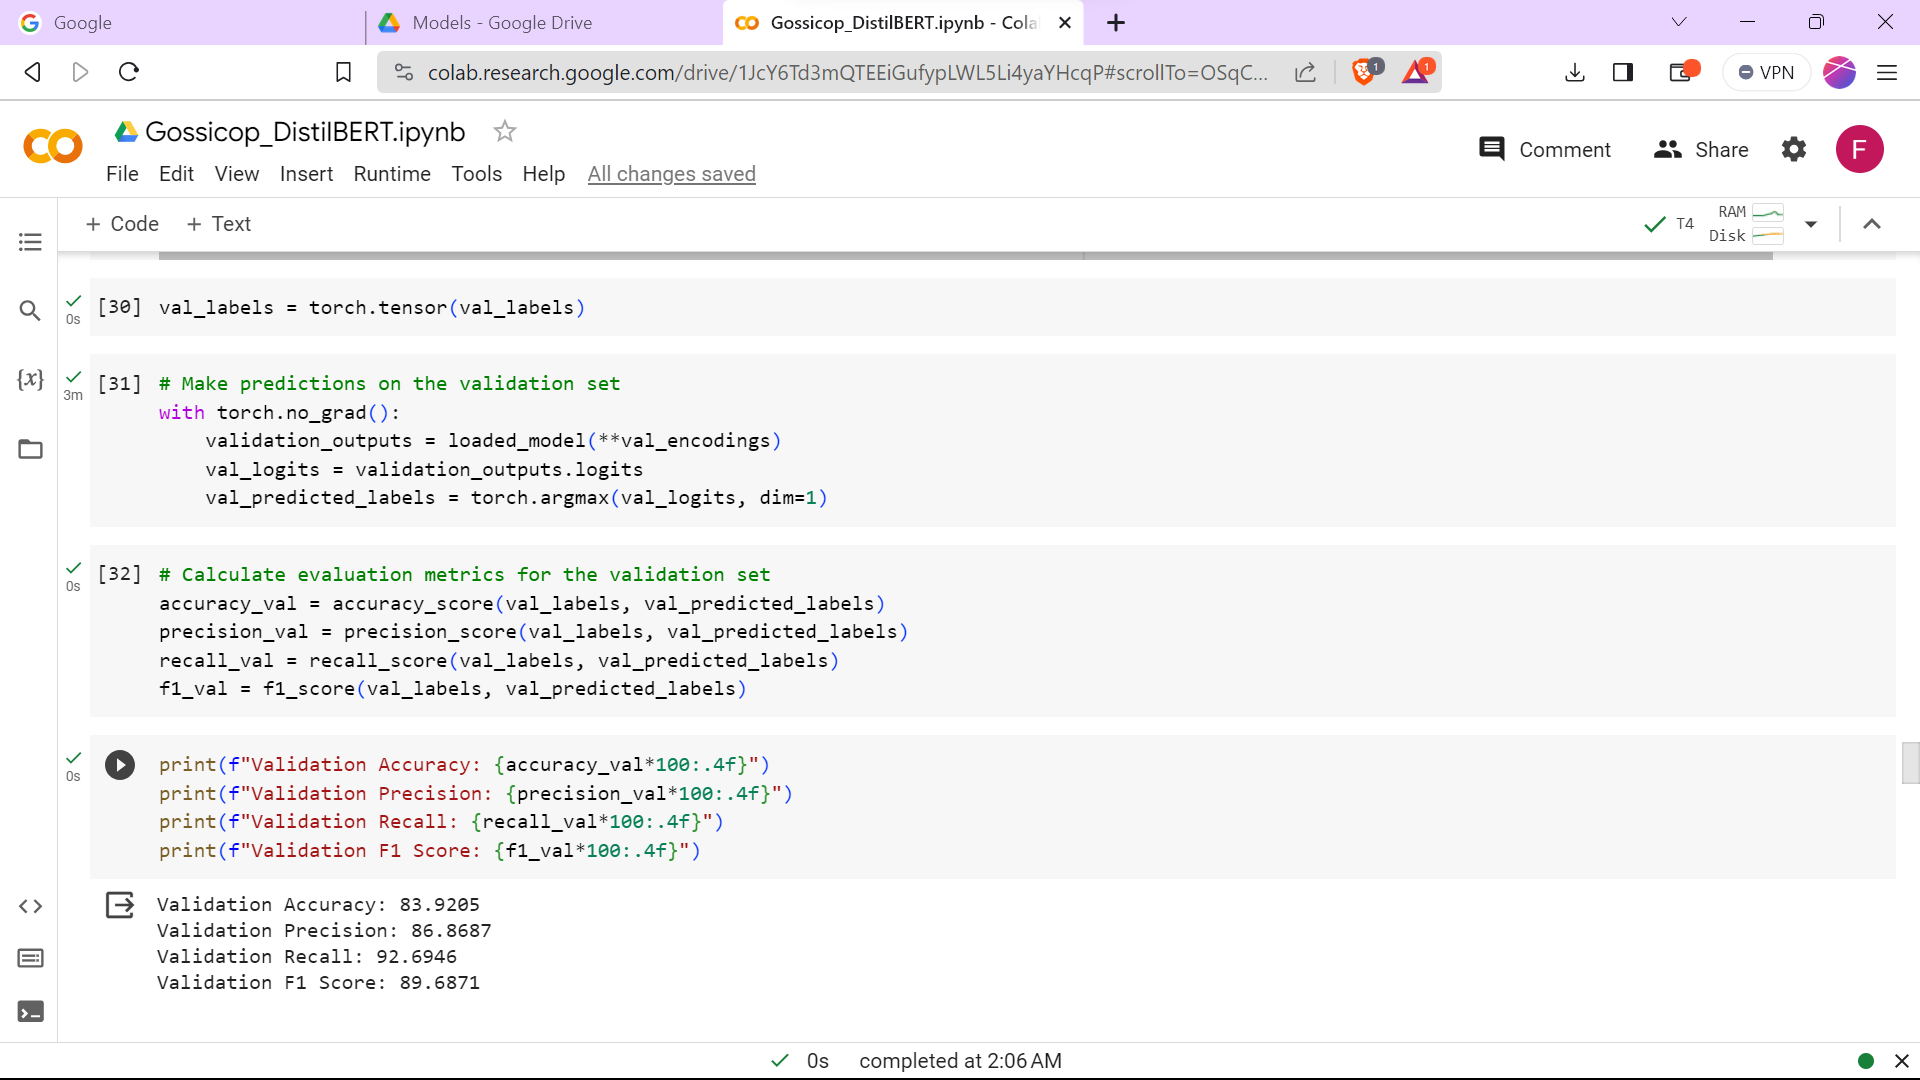 Google
Models - Google Drive
Gossicop_DistilBERT.ipynb - Cola
colab.research.google.com/drive/1JcY6Td3mQTEEiGufypLWL5Li4yaYHcqP#scrollTo=OSqC...
1
1
VPN
Gossicop_DistilBERT.ipynb
File Edit View Insert Runtime Tools Help All changes saved
Comment
Share
F
+ Code + Text
T4
RAM
Disk
0s
[30] val_labels = torch.tensor(val_labels)
3m
[31] # Make predictions on the validation set
with torch.no_grad():
    validation_outputs = loaded_model(**val_encodings)
    val_logits = validation_outputs.logits
    val_predicted_labels = torch.argmax(val_logits, dim=1)
0s
[32] # Calculate evaluation metrics for the validation set
accuracy_val = accuracy_score(val_labels, val_predicted_labels)
precision_val = precision_score(val_labels, val_predicted_labels)
recall_val = recall_score(val_labels, val_predicted_labels)
f1_val = f1_score(val_labels, val_predicted_labels)
0s
print(f"Validation Accuracy: {accuracy_val*100:.4f}")
print(f"Validation Precision: {precision_val*100:.4f}")
print(f"Validation Recall: {recall_val*100:.4f}")
print(f"Validation F1 Score: {f1_val*100:.4f}")
Validation Accuracy: 83.9205
Validation Precision: 86.8687
Validation Recall: 92.6946
Validation F1 Score: 89.6871
0s completed at 2:06 AM